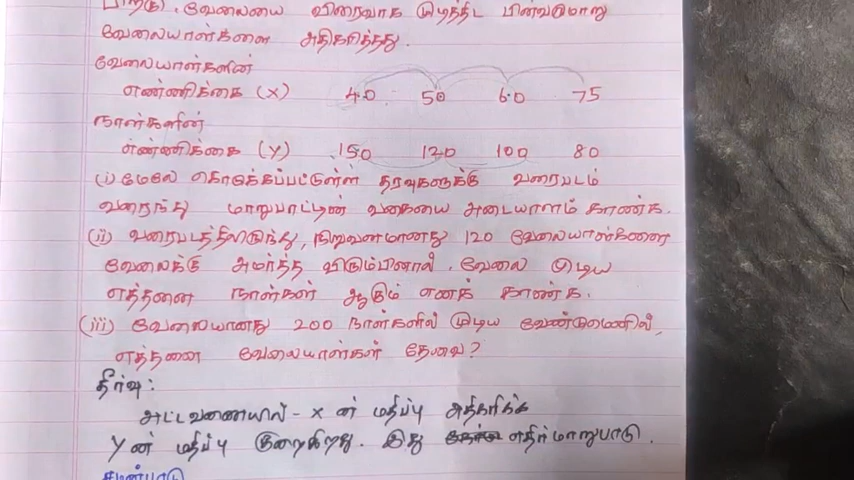 பிறகு, வேலையை விரைவாக முடித்திட பின்வருமாறு
வேலையாள்களை அதிகரித்தது.
வேலையாள்களின்
எண்ணிக்கை (x) 40 50 60 75
நாள்களின்
எண்ணிக்கை (y) 150 120 100 80
(i) மேலே கொடுக்கப்பட்டுள்ள தரவுகளுக்கு வரைபடம்
வரைந்து மாறுபாட்டின் வகையை அடையாளம் காண்க.
(ii) வரைபடத்திலிருந்து, நிறுவனமானது 120 வேலையாள்களை
வேலைக்கு அமர்த்த விரும்பினால், வேலை முடிய
எத்தனை நாள்கள் ஆகும் எனக் காண்க.
(iii) வேலையானது 200 நாள்களில் முடிய வேண்டுமெனில்,
எத்தனை வேலையாள்கள் தேவை?
தீர்வு:
அட்டவணையில் - x ன் மதிப்பு அதிகரிக்க
y ன் மதிப்பு குறைகிறது. இது எதிர் மாறுபாடு.
சமன்பாடு